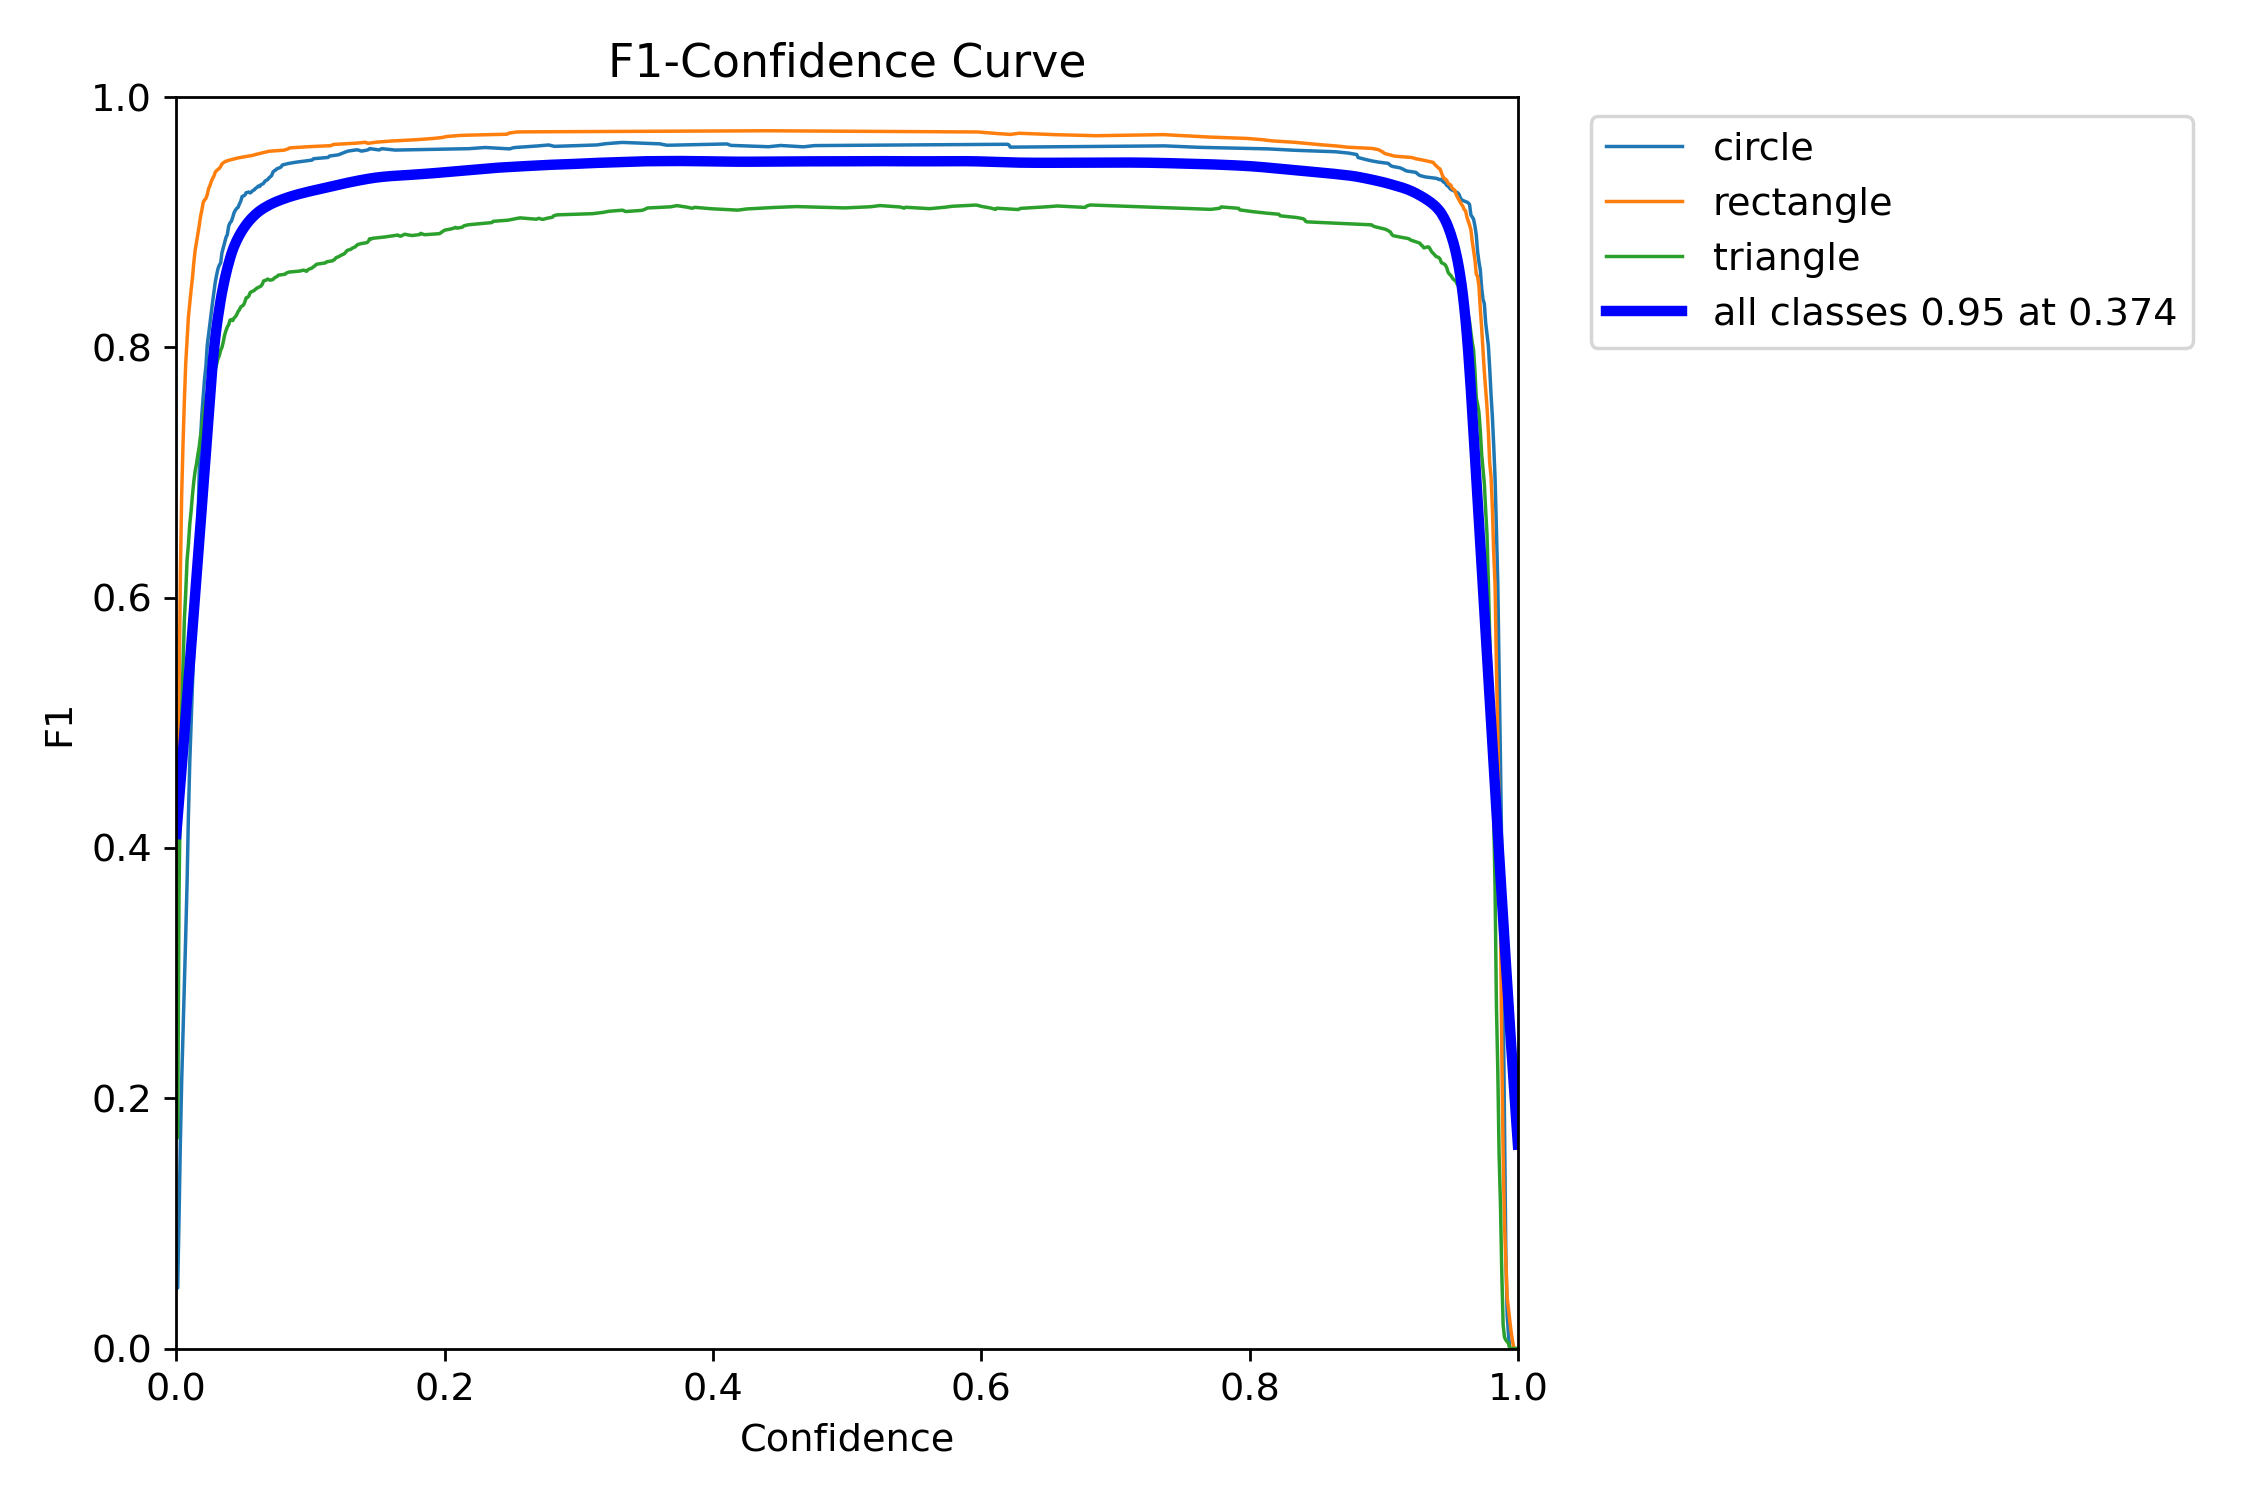 F1-Confidence Curve
1.0
0.8
0.6
0.4
0.2
0.0
F1
0.0 0.2 0.4 0.6 0.8 1.0
Confidence
circle
rectangle
triangle
all classes 0.95 at 0.374